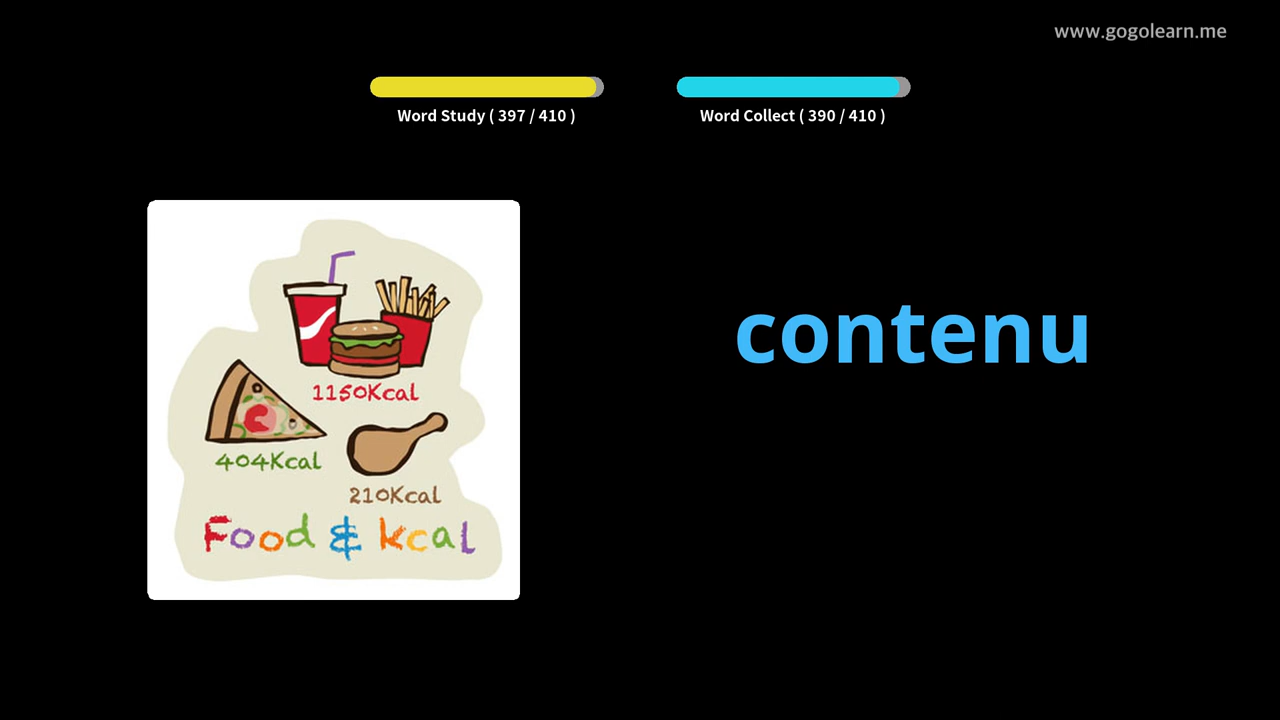 www.gogolearn.me
Word Study ( 397 / 410 )
Word Collect ( 390 / 410 )
contenu
1150Kcal
404Kcal
210Kcal
Food & kcal